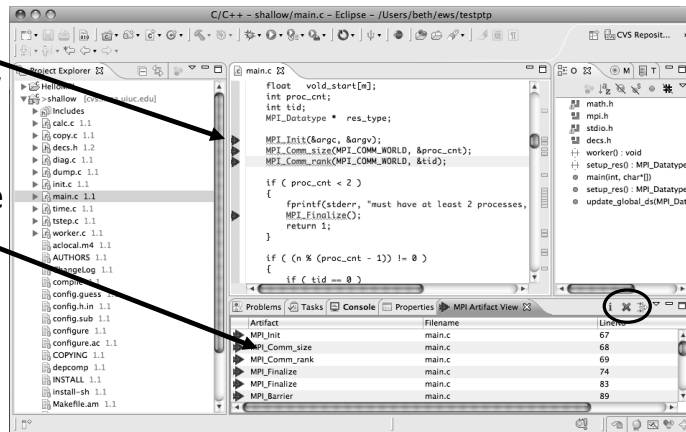 C/C++ - shallow/main.c - Eclipse - /Users/beth/ews/testptp
CVS Reposit...
Project Explorer
>shallow [cvs. .uiuc.edu]
Includes
calc.c 1.1
copy.c 1.1
decs.h 1.2
diag.c 1.1
dump.c 1.1
init.c 1.1
main.c 1.1
time.c 1.1
tstep.c 1.1
worker.c 1.1
aclocal.m4 1.1
AUTHORS 1.1
ChangeLog 1.1
1.1
config.guess
config.h.in 1.1
config.sub 1.1
configure 1.1
configure.ac 1.1
COPYING 1.1
depcomp 1.1
INSTALL 1.1
install-sh 1.1
Makefile.am 1.1
main.c
float vold_start[m];
int proc_cnt;
int tid;
MPI_Datatype * res_type;
MPI_Init(&argc, &argv);
MPI_Comm_size(MPI_COMM_WORLD, &proc_cnt);
MPI_Comm_rank(MPI_COMM_WORLD, &tid);
if ( proc_cnt < 2 )
{
fprintf(stderr, "must have at least 2 processes,
MPI_Finalize();
return 1;
}
if ( (n % (proc_cnt - 1)) != 0 )
{
if ( tid == 0 )
O
M
T
math.h
mpi.h
stdio.h
decs.h
worker() : void
setup_res() : MPI_Datatype
main(int, char*[])
setup_res() : MPI_Datatype
update_global_ds(MPI_Dat
Problems Tasks Console Properties MPI Artifact View
Artifact Filename LineNo
MPI_Init main.c 67
MPI_Comm_size main.c 68
MPI_Comm_rank main.c 69
MPI_Finalize main.c 74
MPI_Finalize main.c 83
MPI_Barrier main.c 89